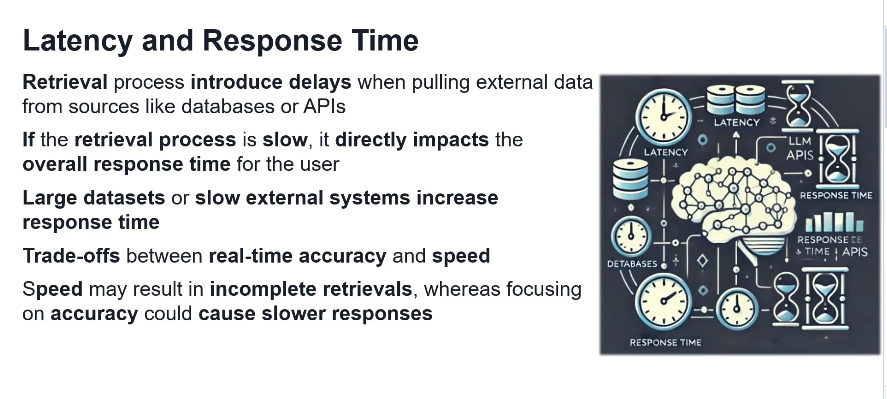 Latency and Response Time
Retrieval process introduce delays when pulling external data
from sources like databases or APIs
If the retrieval process is slow, it directly impacts the
overall response time for the user
Large datasets or slow external systems increase
response time
Trade-offs between real-time accuracy and speed
Speed may result in incomplete retrievals, whereas focusing
on accuracy could cause slower responses
LATENCY
LATENCY
LLM
APIS
RESPONSE TIME
RESPONSE
& TIME APIS
DETABASES
RESPONSE TIME